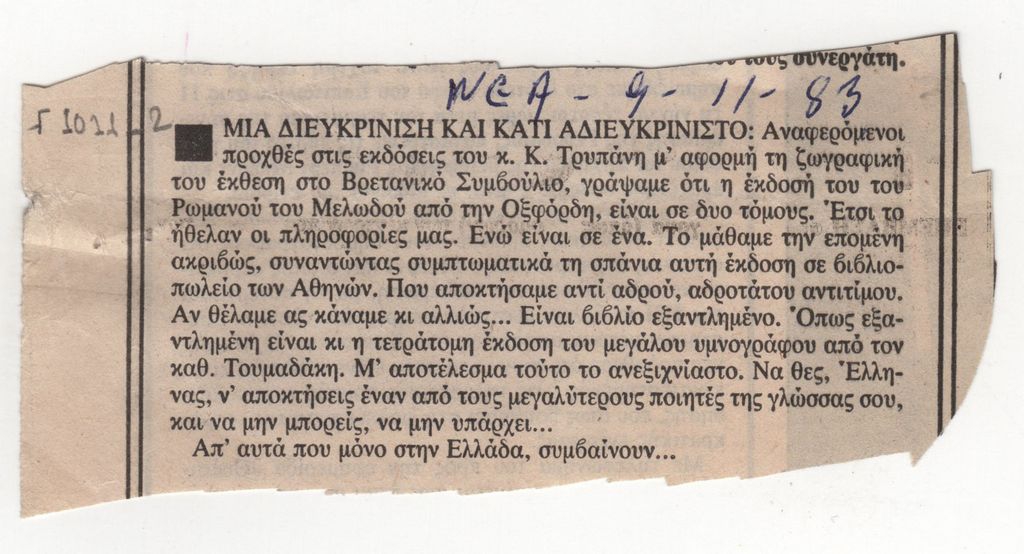 τους συνεργάτη.
ΝΕΑ - 9 - 11 - 83
Γ 1011 - 2
ΜΙΑ ΔΙΕΥΚΡΙΝΙΣΗ ΚΑΙ ΚΑΤΙ ΑΔΙΕΥΚΡΙΝΙΣΤΟ: Αναφερόμενοι
προχθές στις εκδόσεις του κ. Κ. Τρυπάνη μ' αφορμή τη ζωγραφική
του έκθεση στο Βρετανικό Συμβούλιο, γράψαμε ότι η έκδοσή του του
Ρωμανού του Μελωδού από την Οξφόρδη, είναι σε δυο τόμους. Έτσι το
ήθελαν οι πληροφορίες μας. Ενώ είναι σε ένα. Το μάθαμε την επομένη
ακριβώς, συναντώντας συμπτωματικά τη σπάνια αυτή έκδοση σε βιβλιο-
πωλείο των Αθηνών. Που αποκτήσαμε αντί αδρού, αδροτάτου αντιτίμου.
Αν θέλαμε ας κάναμε κι αλλιώς... Είναι βιβλίο εξαντλημένο. Όπως εξα-
ντλημένη είναι κι η τετράτομη έκδοση του μεγάλου υμνογράφου από τον
καθ. Τουμαδάκη. Μ' αποτέλεσμα τούτο το ανεξιχνίαστο. Να θες, Έλλη-
νας, ν' αποκτήσεις έναν από τους μεγαλύτερους ποιητές της γλώσσας σου,
και να μην μπορείς, να μην υπάρχει...
Απ' αυτά που μόνο στην Ελλάδα, συμβαίνουν...